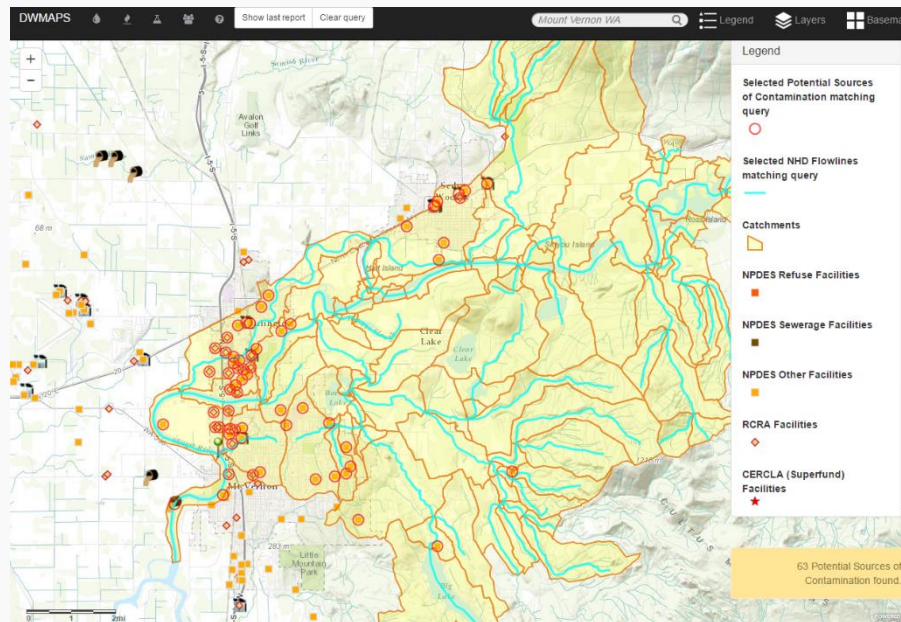 DWMAPS
Show last report
Clear query
Mount Vernon WA
Legend
Layers
Basema
+
−
Legend
Selected Potential Sources
of Contamination matching
query
Selected NHD Flowlines
matching query
Catchments
NPDES Refuse Facilities
NPDES Sewerage Facilities
NPDES Other Facilities
RCRA Facilities
CERCLA (Superfund)
Facilities
63 Potential Sources of
Contamination found.
Avalon
Golf
Links
68 m
Clear
Lake
Clear
Lake
Mt Vernon
283 m
Little
Mountain
Park
Big
Lake
1210 m
0
1
2mi